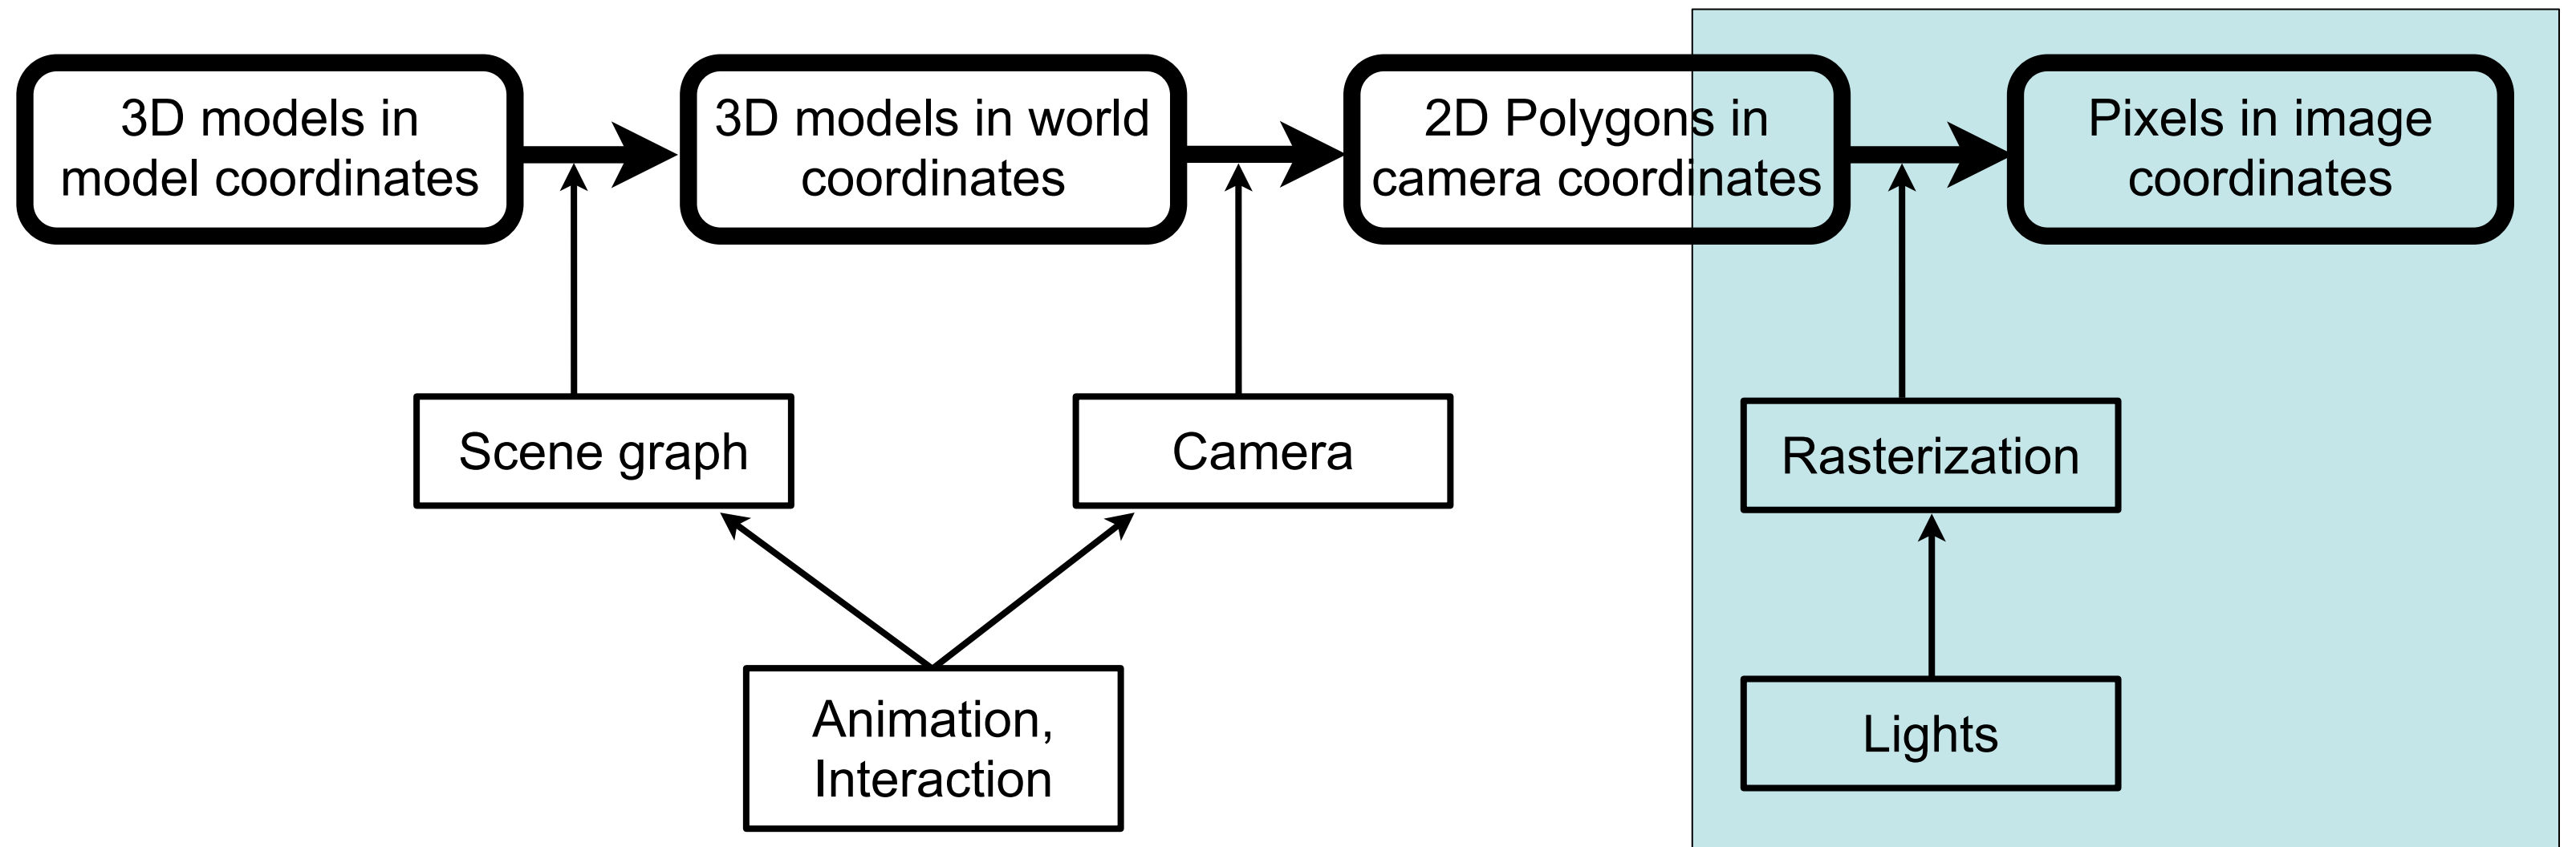 3D models in
model coordinates
3D models in world
coordinates
2D Polygons in
camera coordinates
Pixels in image
coordinates
Scene graph
Camera
Rasterization
Animation,
Interaction
Lights